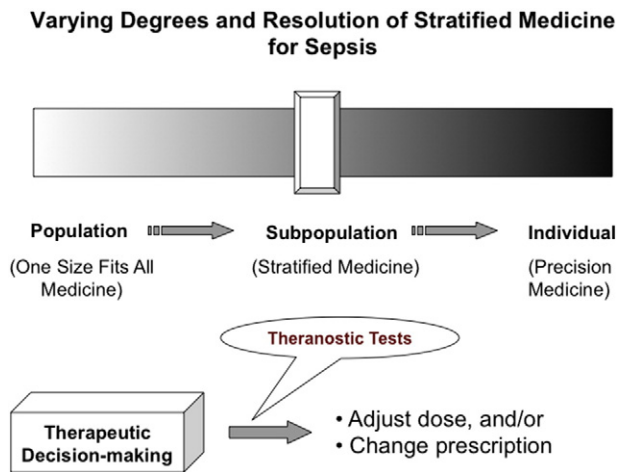 Varying Degrees and Resolution of Stratified Medicine
for Sepsis
Population
Subpopulation
Individual
(One Size Fits All
Medicine)
(Stratified Medicine)
(Precision
Medicine)
Theranostic Tests
Therapeutic
Decision-making
• Adjust dose, and/or
• Change prescription